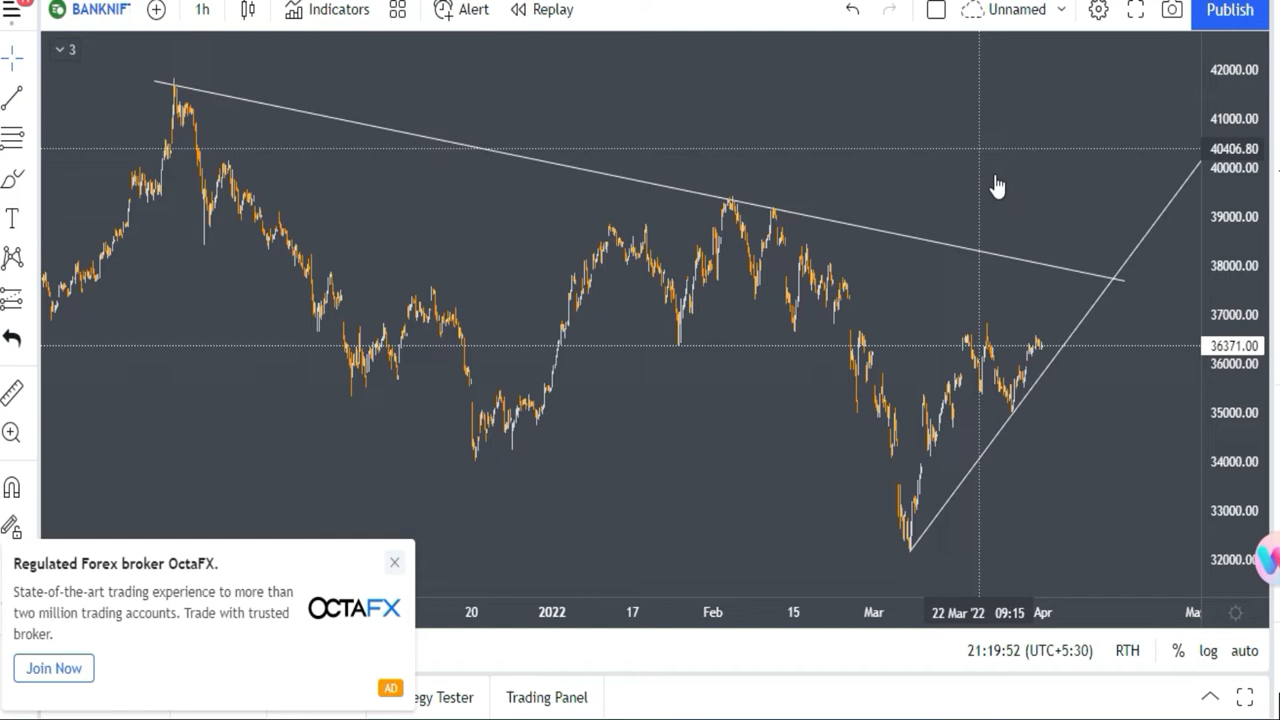 BANKNIF
1h
Indicators
Alert
Replay
Unnamed
Publish
3
42000.00
41000.00
40406.80
40000.00
39000.00
38000.00
37000.00
36371.00
36000.00
35000.00
34000.00
33000.00
32000.00
T
Regulated Forex broker OctaFX.
State-of-the-art trading experience to more than
two million trading accounts. Trade with trusted
broker.
OCTAFX
Join Now
AD
20 2022 17 Feb 15 Mar 22 Mar '22 09:15 Apr Ma
21:19:52 (UTC+5:30) RTH % log auto
egy Tester
Trading Panel